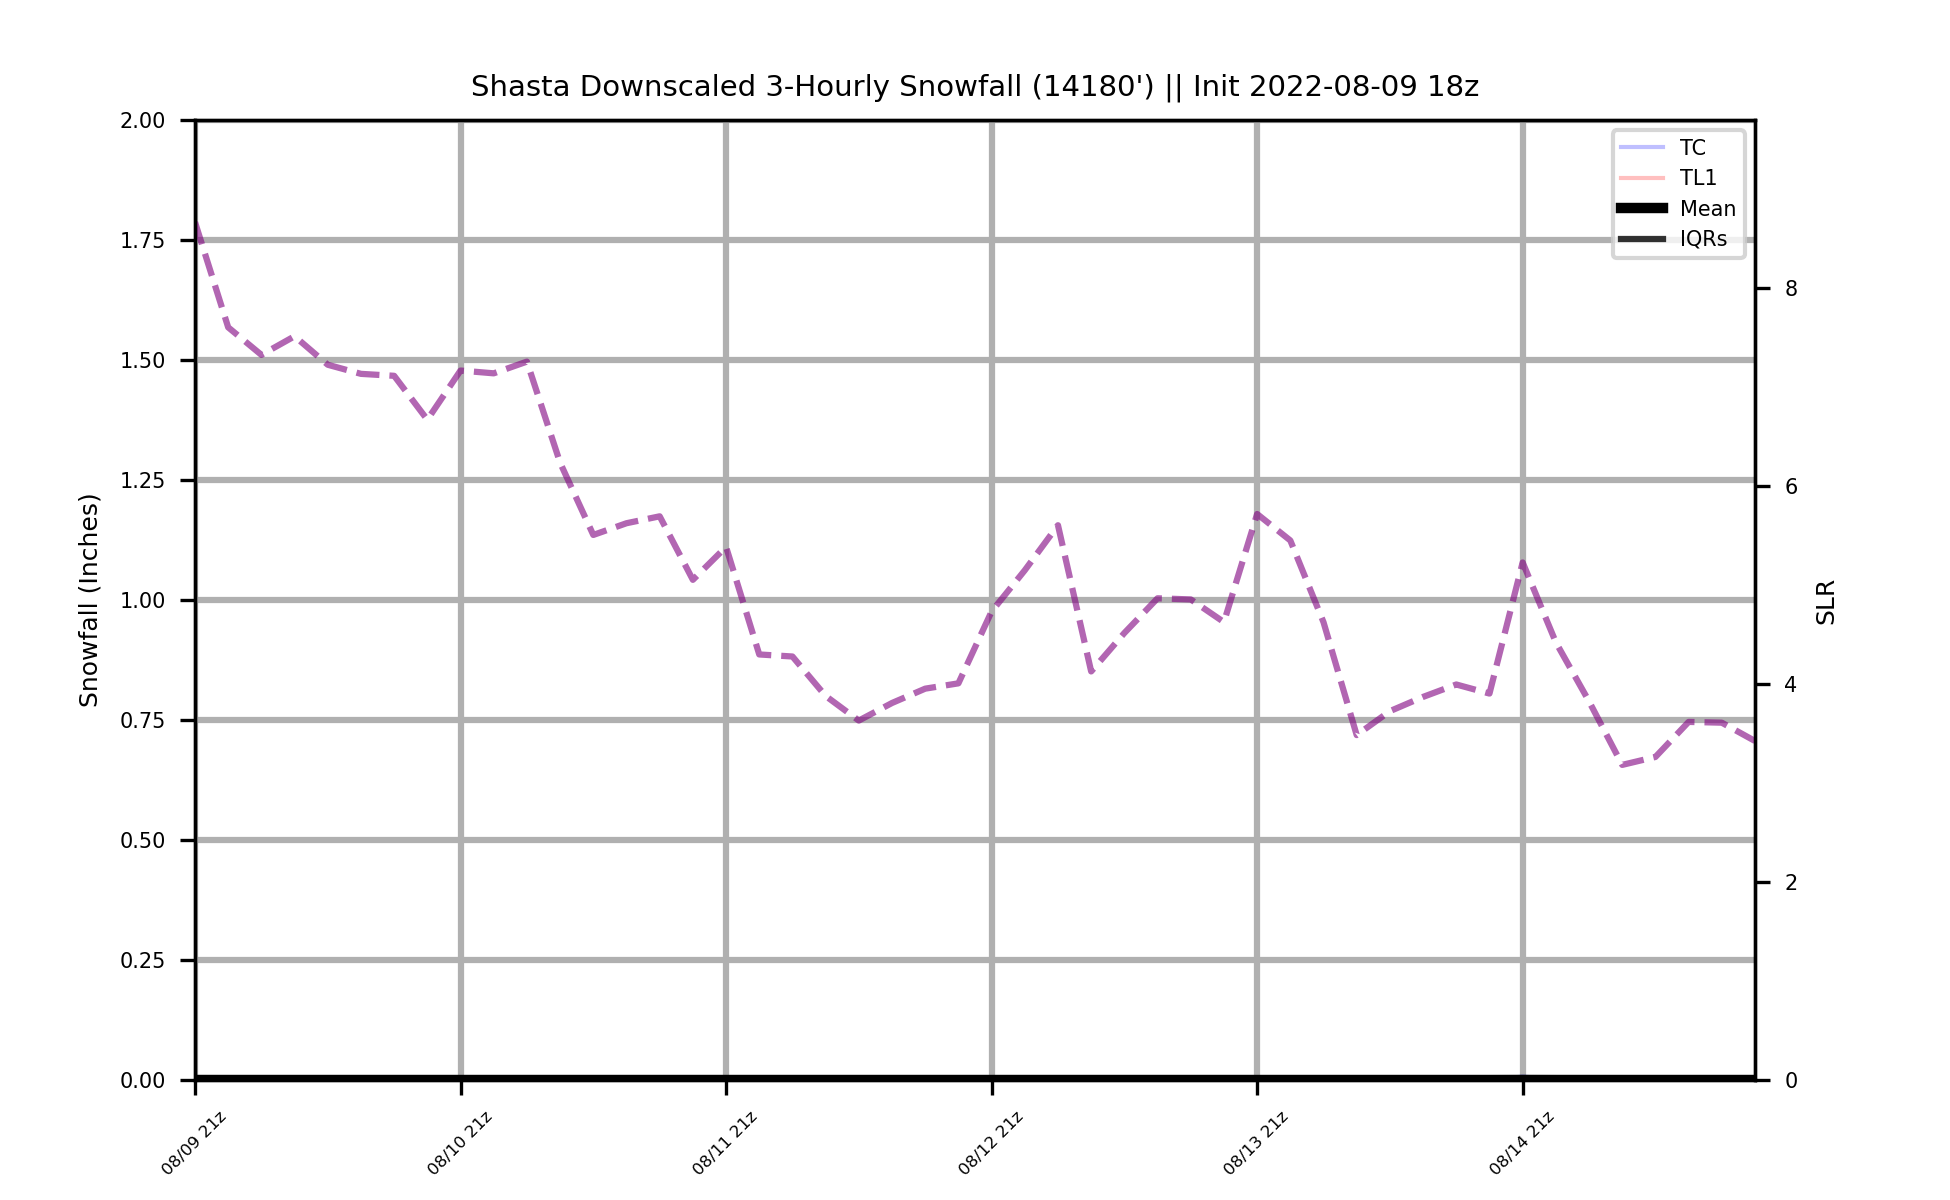 Shasta Downscaled 3-Hourly Snowfall (14180') || Init 2022-08-09 18z
TC
TL1
Mean
IQRs
Snowfall (Inches)
2.00
1.75
1.50
1.25
1.00
0.75
0.50
0.25
0.00
8
6
4
2
0
SLR
08/09 21z
08/10 21z
08/11 21z
08/12 21z
08/13 21z
08/14 21z